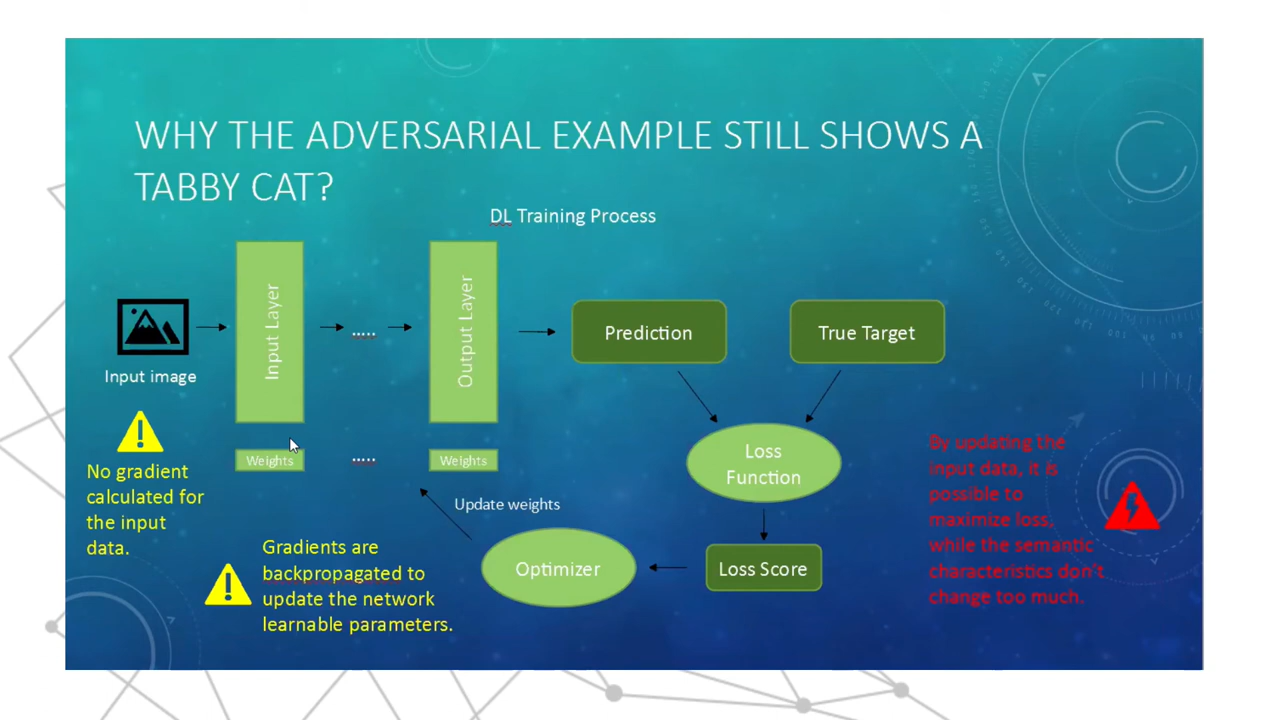 WHY THE ADVERSARIAL EXAMPLE STILL SHOWS A
TABBY CAT?
DL Training Process
Input Layer
.....
Output Layer
Prediction
True Target
Input image
Weights
.....
Weights
Loss
Function
No gradient
calculated for
the input
data.
Update weights
Gradients are
backpropagated to
update the network
learnable parameters.
Optimizer
Loss Score
By updating the
input data, it is
possible to
maximize loss,
while the semantic
characteristics don't
change too much.